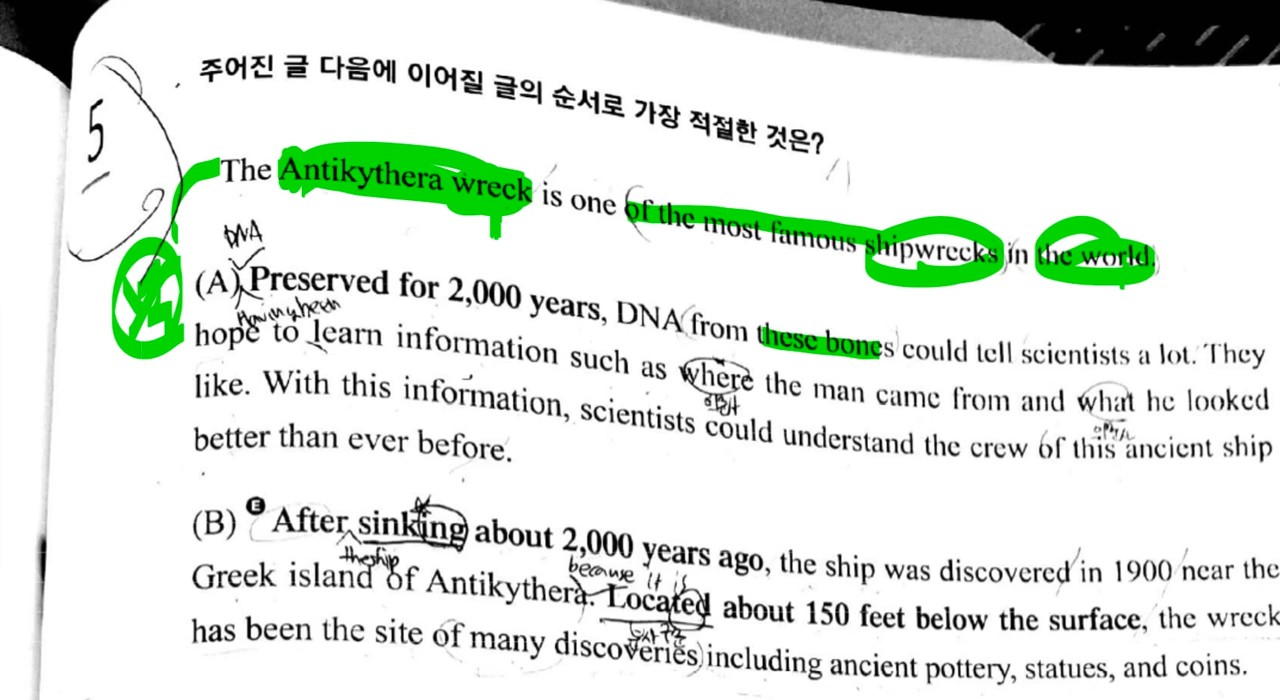 5
주어진 글 다음에 이어질 글의 순서로 가장 적절한 것은?
The Antikythera wreck is one of the most famous shipwrecks in the world.
DNA
(A) Preserved for 2,000 years, DNA from these bones could tell scientists a lot. They
Having been
hope to learn information such as where the man came from and what he looked
like. With this information, scientists could understand the crew of this ancient ship
better than ever before.
(B) E After sinking about 2,000 years ago, the ship was discovered in 1900 near the
the ship
because it is
Greek island of Antikythera. Located about 150 feet below the surface, the wreck
has been the site of many discoveries including ancient pottery, statues, and coins.